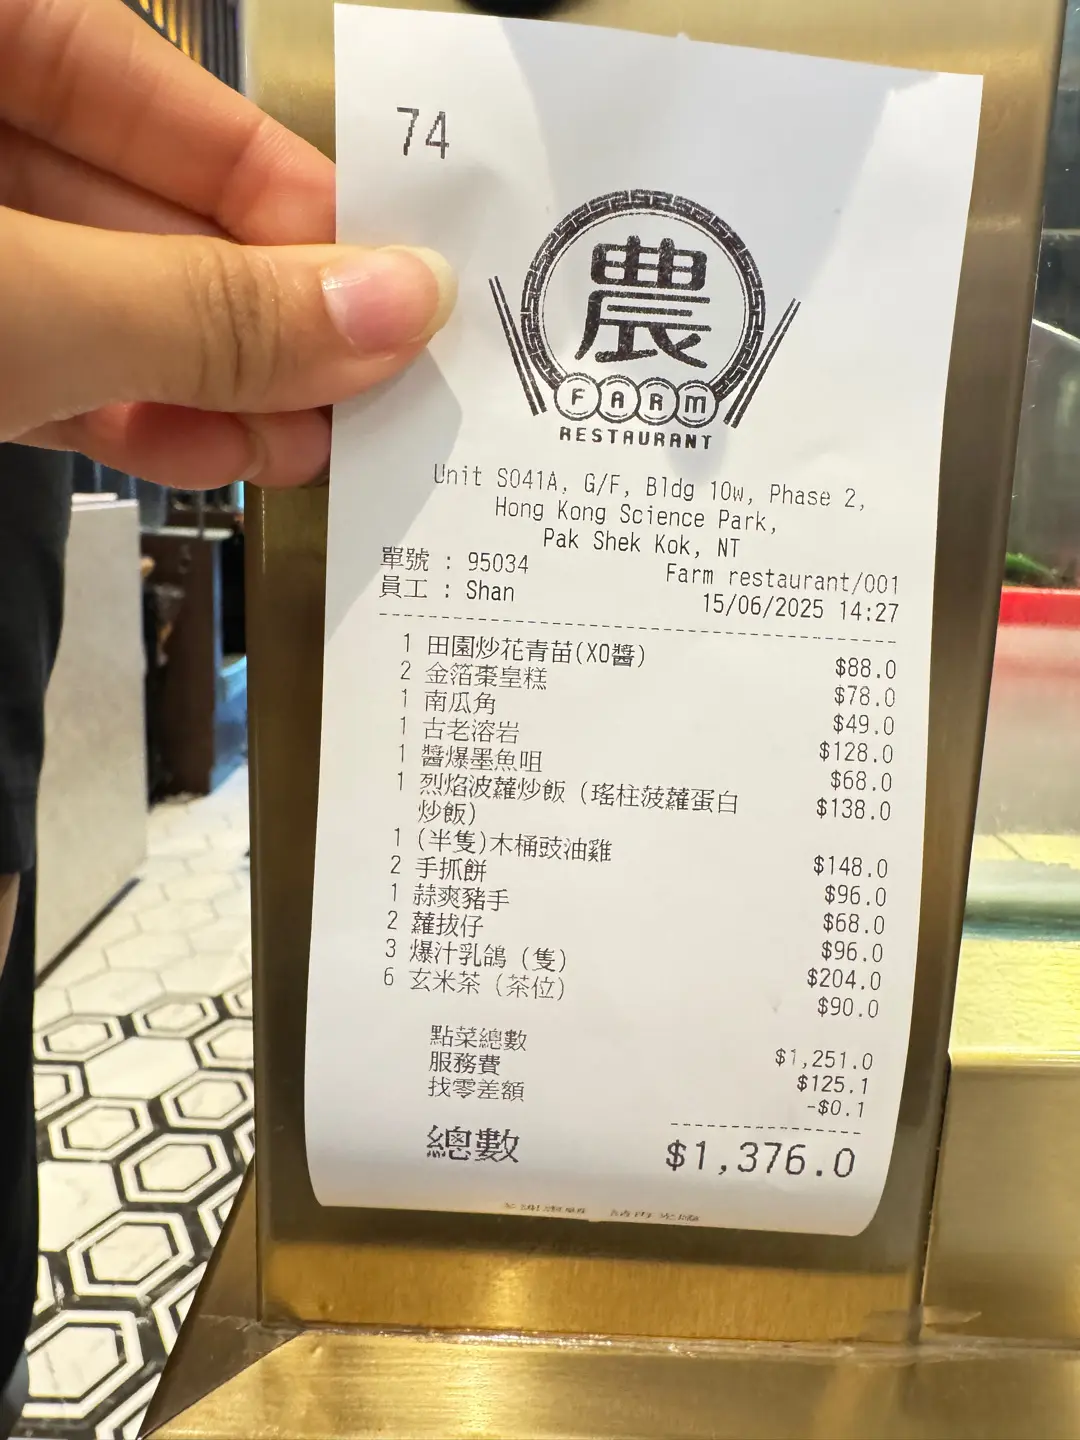 74
農
FARM
RESTAURANT
Unit S041A, G/F, Bldg 10w, Phase 2,
Hong Kong Science Park,
Pak Shek Kok, NT
單號 : 95034 Farm restaurant/001
員工 : Shan 15/06/2025 14:27
1 田園炒花青苗(XO醬) $88.0
2 金箔棗皇糕 $78.0
1 南瓜角 $49.0
1 古老溶岩 $128.0
1 醬爆墨魚咀 $68.0
1 烈焰波蘿炒飯 (瑤柱菠蘿蛋白 $138.0
炒飯)
1 (半隻)木桶豉油雞 $148.0
2 手抓餅 $96.0
1 蒜爽豬手 $68.0
2 蘿拔仔 $96.0
3 爆汁乳鴿 (隻) $204.0
6 玄米茶 (茶位) $90.0
點菜總數 $1,251.0
服務費 $125.1
找零差額 -$0.1
總數 $1,376.0